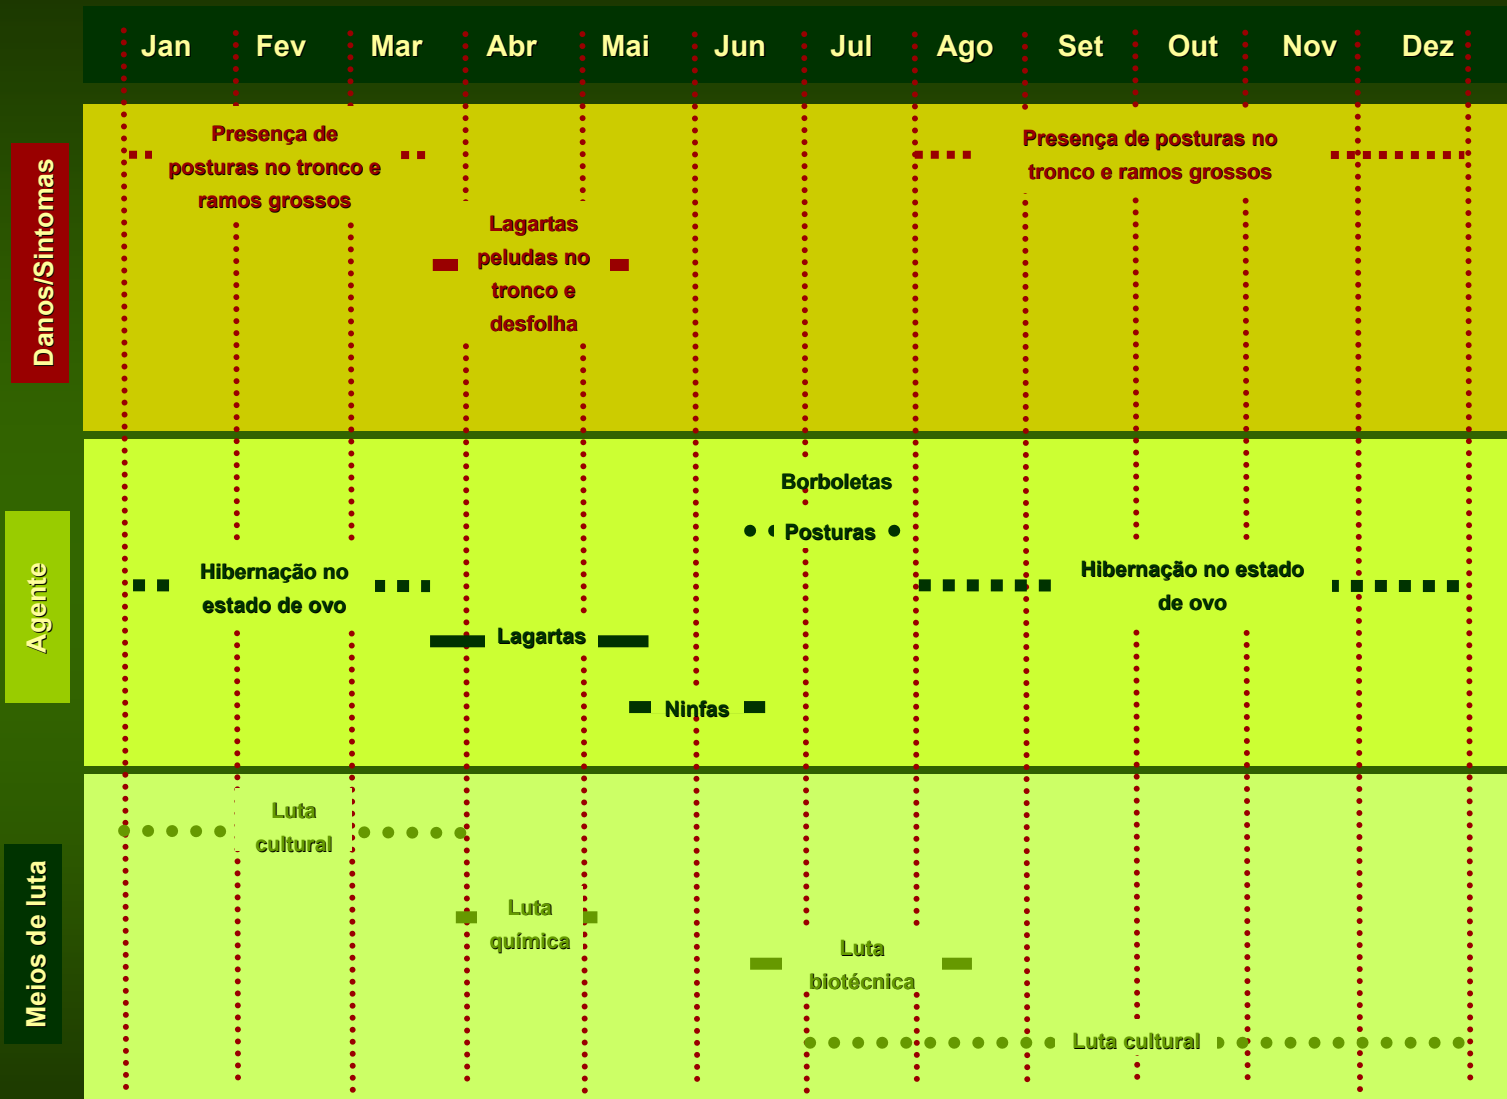 Jan Fev Mar Abr Mai Jun Jul Ago Set Out Nov Dez
Danos/Sintomas
Presença de
posturas no tronco e
ramos grossos
Presença de posturas no
tronco e ramos grossos
Lagartas
peludas no
tronco e
desfolha
Agente
Borboletas
Posturas
Hibernação no
estado de ovo
Hibernação no estado
de ovo
Lagartas
Ninfas
Meios de luta
Luta
cultural
Luta
química
Luta
biotécnica
Luta cultural